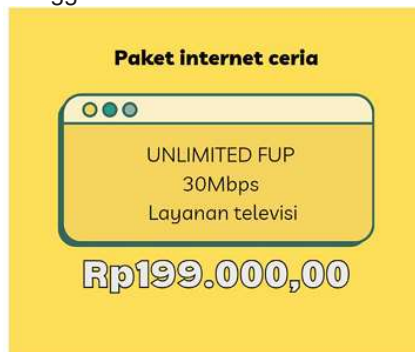 Paket internet ceria
UNLIMITED FUP
30Mbps
Layanan televisi
Rp199.000,00